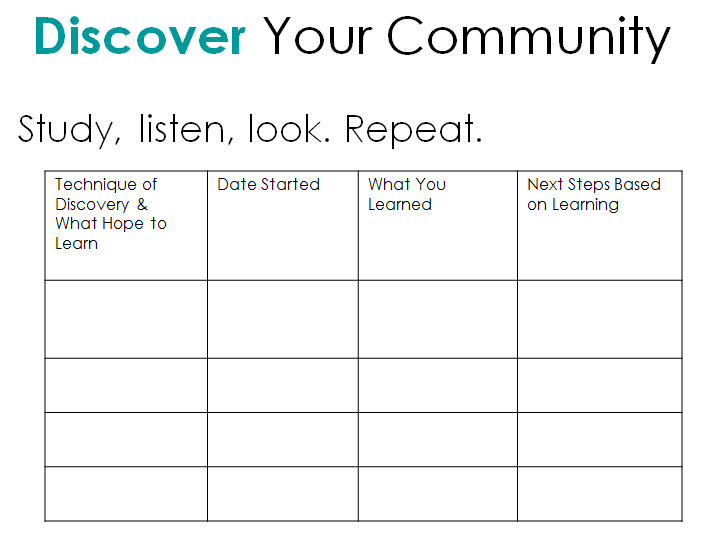 Discover Your Community
Study, listen, look. Repeat.
Technique of
Discovery &
What Hope to
Learn
Date Started
What You
Learned
Next Steps Based
on Learning